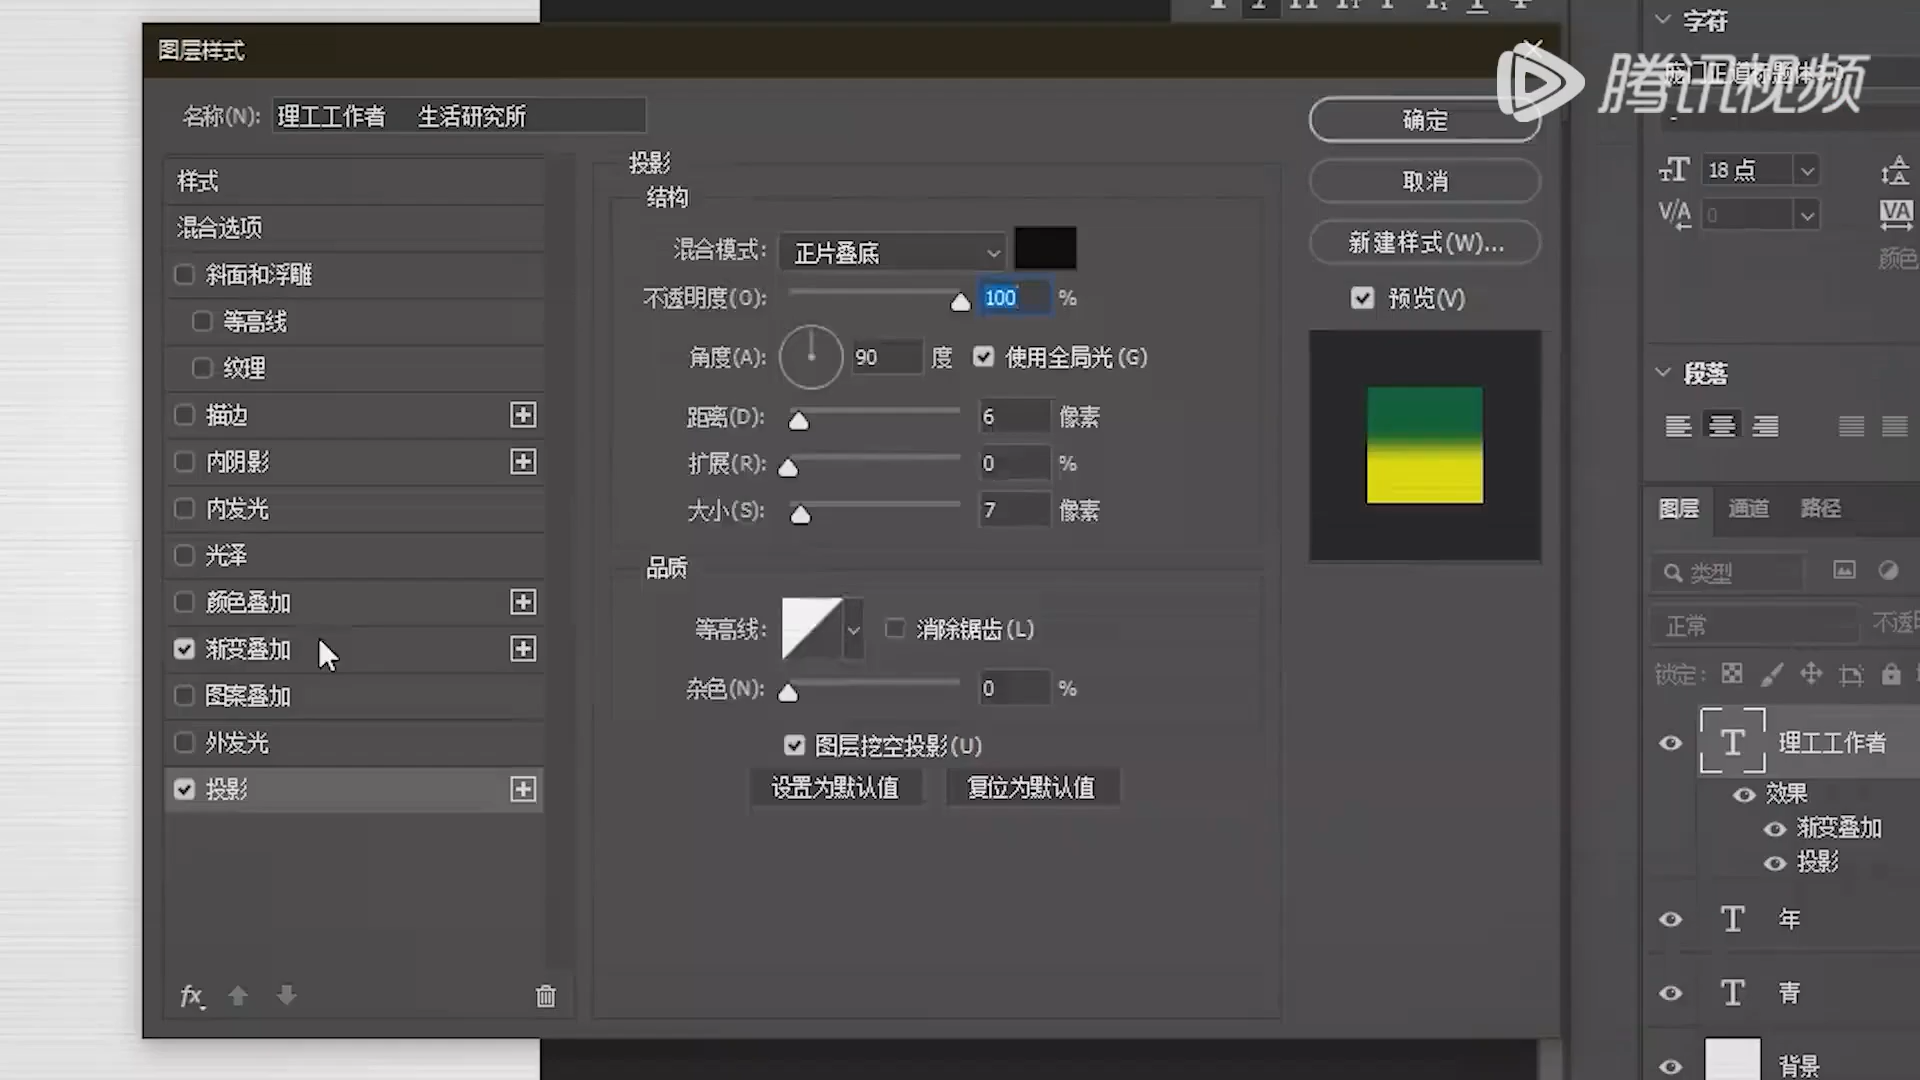 字符
图层样式
腾讯视频
名称(N):
理工工作者 生活研究所
确定
投影
结构
样式
18 点
取消
混合选项
0
混合模式:
正片叠底
新建样式(W)...
颜色
斜面和浮雕
不透明度(O):
100
%
预览(V)
等高线
角度(A):
90
度
使用全局光(G)
纹理
段落
描边
距离(D):
6
像素
内阴影
扩展(R):
0
%
内发光
大小(S):
7
像素
图层
通道
路径
光泽
品质
类型
颜色叠加
等高线:
消除锯齿(L)
正常
渐变叠加
锁定:
图案叠加
杂色(N):
0
%
外发光
图层挖空投影(U)
理工工作者
投影
设置为默认值
复位为默认值
效果
渐变叠加
投影
T
年
fx
T
青
背景